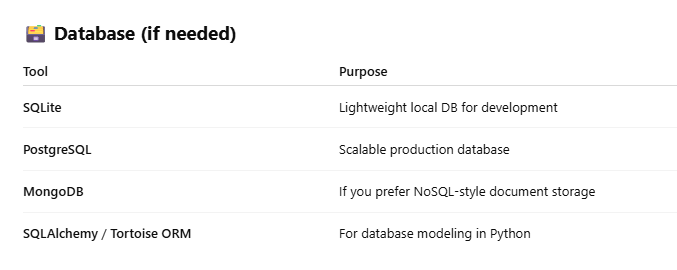 🗃️ Database (if needed)
Tool Purpose
SQLite Lightweight local DB for development
PostgreSQL Scalable production database
MongoDB If you prefer NoSQL-style document storage
SQLAlchemy / Tortoise ORM For database modeling in Python